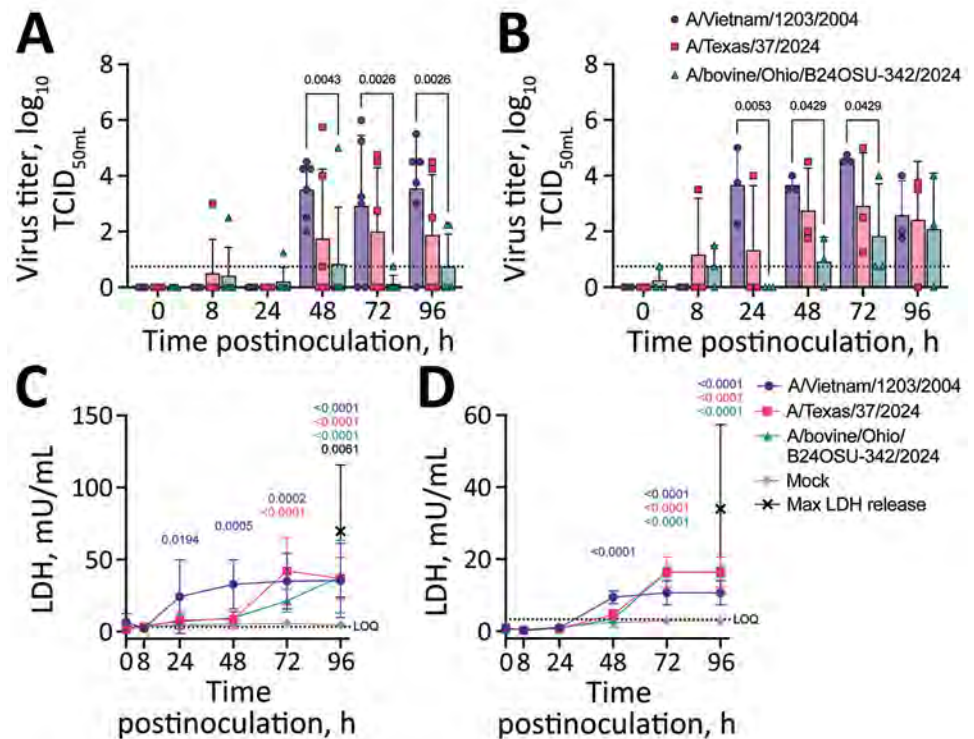 A
Virus titer, log10
TCID50mL
8
6
4
2
0
0.0043
0.0026
0.0026
0 8 24 48 72 96
Time postinoculation, h
B
A/Vietnam/1203/2004
A/Texas/37/2024
A/bovine/Ohio/B24OSU-342/2024
Virus titer, log10
TCID50mL
8
6
4
2
0
0.0053
0.0429
0.0429
0 8 24 48 72 96
Time postinoculation, h
C
LDH, mU/mL
150
100
50
0
0.0194
0.0005
0.0002
<0.0001
<0.0001
<0.0001
<0.0001
0.0061
LOQ
0 8 24 48 72 96
Time
postinoculation, h
D
LDH, mU/mL
60
40
20
0
<0.0001
<0.0001
<0.0001
<0.0001
<0.0001
<0.0001
<0.0001
LOQ
0 8 24 48 72 96
Time
postinoculation, h
A/Vietnam/1203/2004
A/Texas/37/2024
A/bovine/Ohio/
B24OSU-342/2024
Mock
Max LDH release